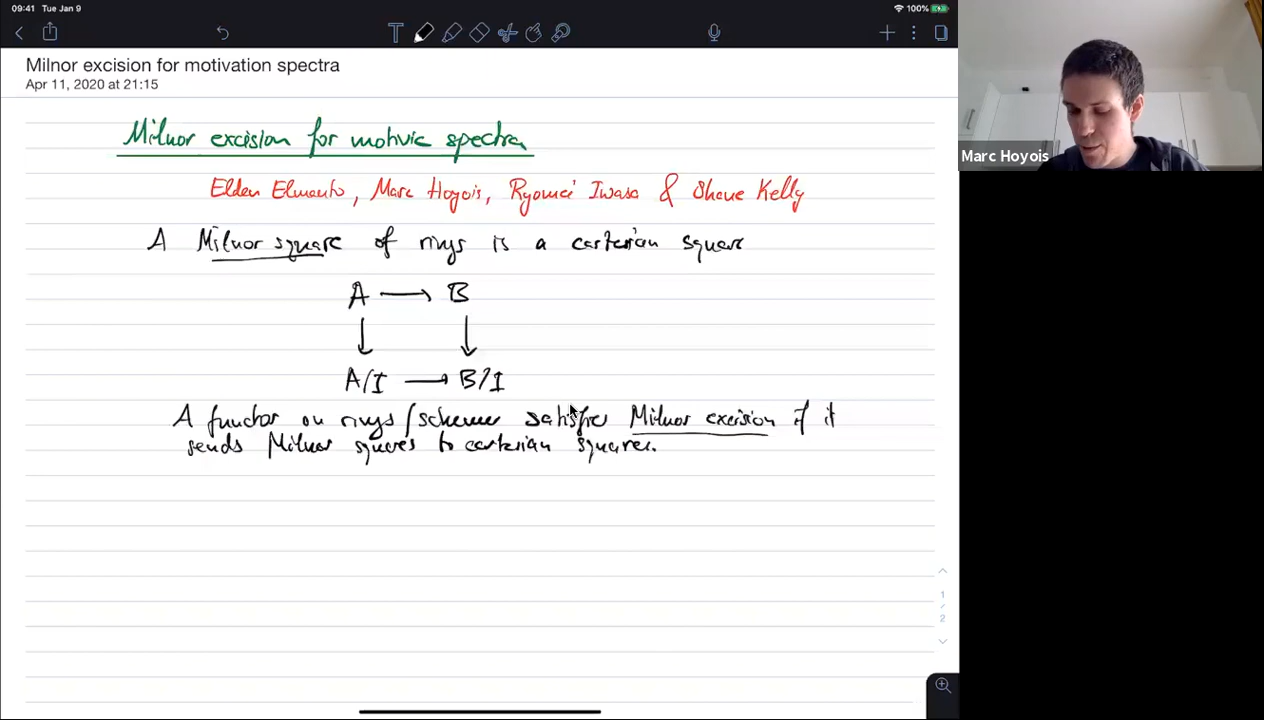 09:41 Tue Jan 9
100%
Milnor excision for motivation spectra
Apr 11, 2020 at 21:15
Milnor excision for motivic spectra
Elden Elmanto, Marc Hoyois, Ryomei Iwasa & Shane Kelly
A Milnor square of rings is a cartesian square
A → B
↓ ↓
A/I → B/I
A functor on rings/schemes satisfies Milnor excision if it
sends Milnor squares to cartesian squares.
Marc Hoyois
1
/
2